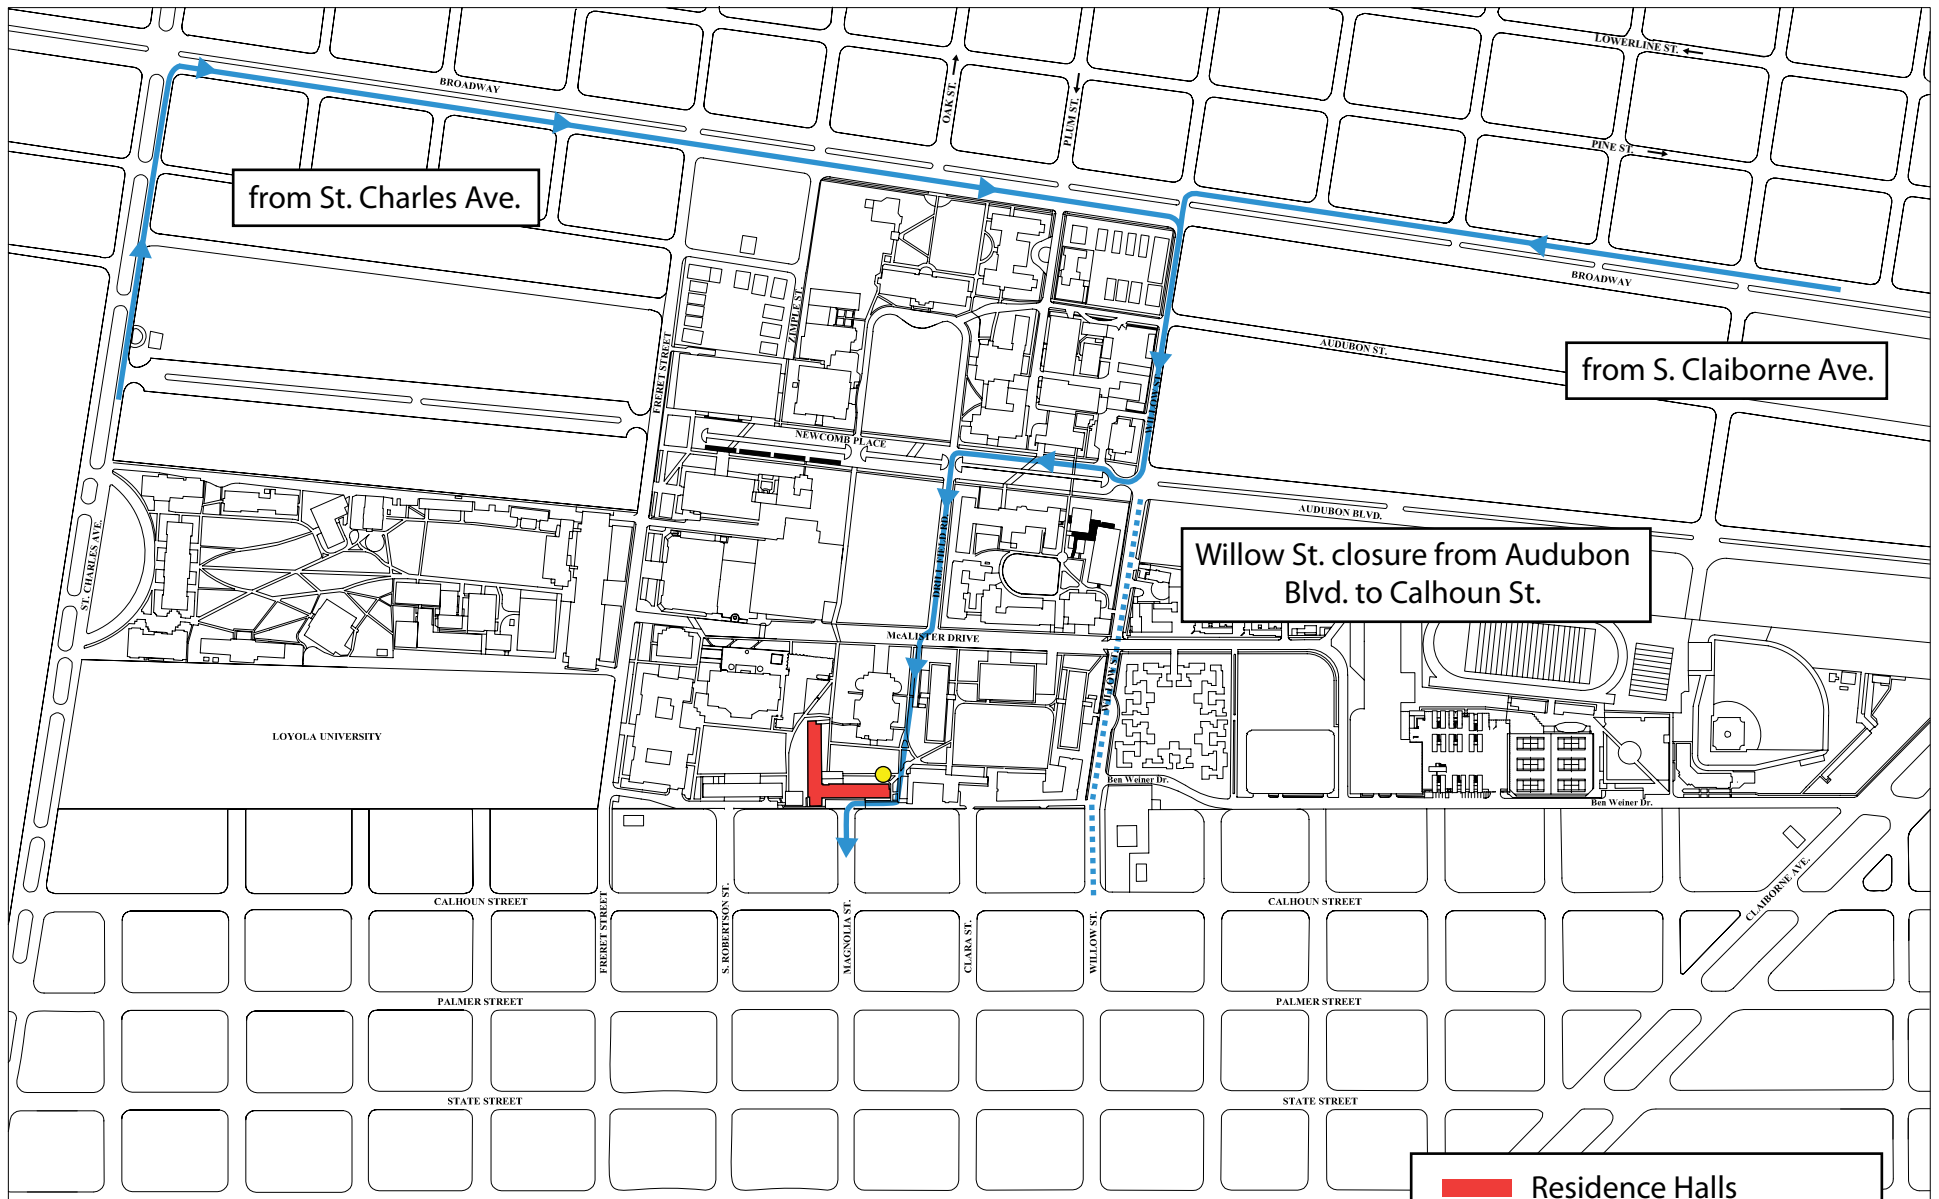 LOWERLINE ST.
BROADWAY
OAK ST.
PLUM ST.
PINE ST.
from St. Charles Ave.
BROADWAY
ZIMPLE ST.
FRERET STREET
AUDUBON ST.
from S. Claiborne Ave.
WILLOW ST.
NEWCOMB PLACE
AUDUBON BLVD.
ST. CHARLES AVE.
DRILL FIELD RD.
Willow St. closure from Audubon
Blvd. to Calhoun St.
McALISTER DRIVE
WILLOW ST.
LOYOLA UNIVERSITY
Ben Weiner Dr.
Ben Weiner Dr.
CLAIBORNE AVE.
CALHOUN STREET
CALHOUN STREET
FRERET STREET
S. ROBERTSON ST.
MAGNOLIA ST.
CLARA ST.
WILLOW ST.
PALMER STREET
PALMER STREET
STATE STREET
STATE STREET
Residence Halls